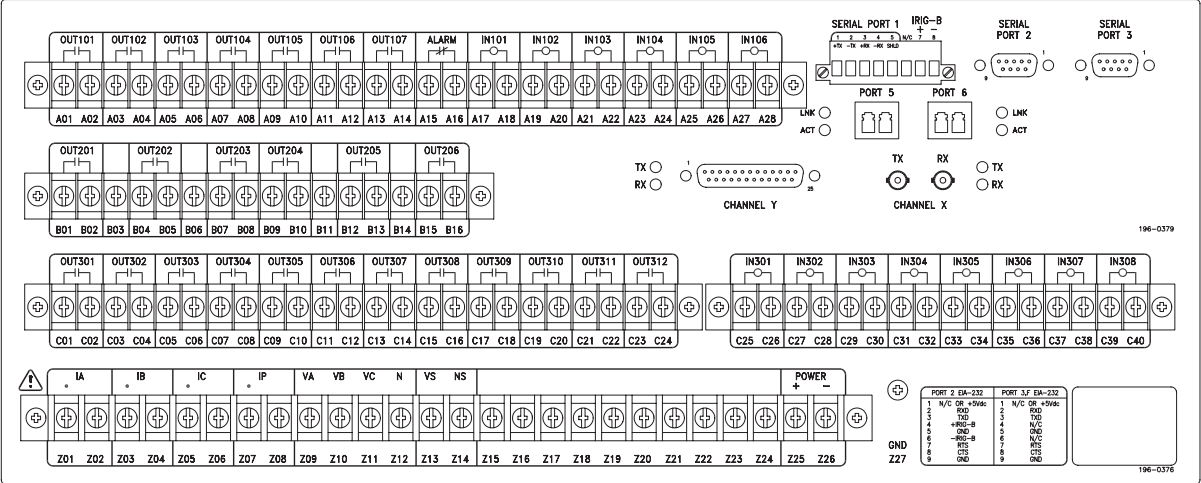 OUT101 OUT102 OUT103 OUT104 OUT105 OUT106 OUT107 ALARM IN101 IN102 IN103 IN104 IN105 IN106
A01 A02 A03 A04 A05 A06 A07 A08 A09 A10 A11 A12 A13 A14 A15 A16 A17 A18 A19 A20 A21 A22 A23 A24 A25 A26 A27 A28
SERIAL PORT 1 IRIG-B
+ −
1 2 3 4 5 N/C 7 8
+TX -TX +RX -RX SHLD
SERIAL
PORT 2
1
9
SERIAL
PORT 3
1
9
PORT 5 PORT 6
LNK
ACT
LNK
ACT
OUT201 OUT202 OUT203 OUT204 OUT205 OUT206
B01 B02 B03 B04 B05 B06 B07 B08 B09 B10 B11 B12 B13 B14 B15 B16
TX
RX
1
25
CHANNEL Y
TX RX
CHANNEL X
TX
RX
196-0379
OUT301 OUT302 OUT303 OUT304 OUT305 OUT306 OUT307 OUT308 OUT309 OUT310 OUT311 OUT312
C01 C02 C03 C04 C05 C06 C07 C08 C09 C10 C11 C12 C13 C14 C15 C16 C17 C18 C19 C20 C21 C22 C23 C24
IN301 IN302 IN303 IN304 IN305 IN306 IN307 IN308
C25 C26 C27 C28 C29 C30 C31 C32 C33 C34 C35 C36 C37 C38 C39 C40
IA IB IC IP VA VB VC N VS NS POWER
+ −
Z01 Z02 Z03 Z04 Z05 Z06 Z07 Z08 Z09 Z10 Z11 Z12 Z13 Z14 Z15 Z16 Z17 Z18 Z19 Z20 Z21 Z22 Z23 Z24 Z25 Z26
GND
Z27
PORT 2 EIA-232
1 N/C OR +5Vdc
2 RXD
3 TXD
4 +IRIG-B
5 GND
6 -IRIG-B
7 RTS
8 CTS
9 GND
PORT 3,F EIA-232
1 N/C OR +5Vdc
2 RXD
3 TXD
4 N/C
5 GND
6 N/C
7 RTS
8 CTS
9 GND
196-0376